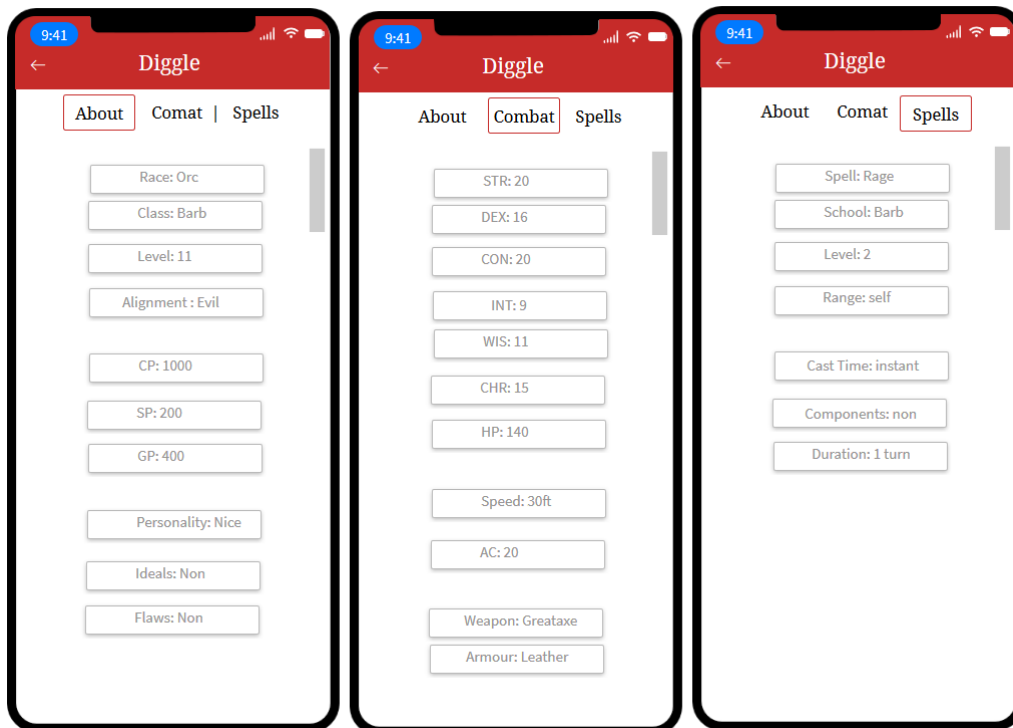 9:41
Diggle
About Comat | Spells
Race: Orc
Class: Barb
Level: 11
Alignment : Evil
CP: 1000
SP: 200
GP: 400
Personality: Nice
Ideals: Non
Flaws: Non
9:41
Diggle
About Combat Spells
STR: 20
DEX: 16
CON: 20
INT: 9
WIS: 11
CHR: 15
HP: 140
Speed: 30ft
AC: 20
Weapon: Greataxe
Armour: Leather
9:41
Diggle
About Comat Spells
Spell: Rage
School: Barb
Level: 2
Range: self
Cast Time: instant
Components: non
Duration: 1 turn